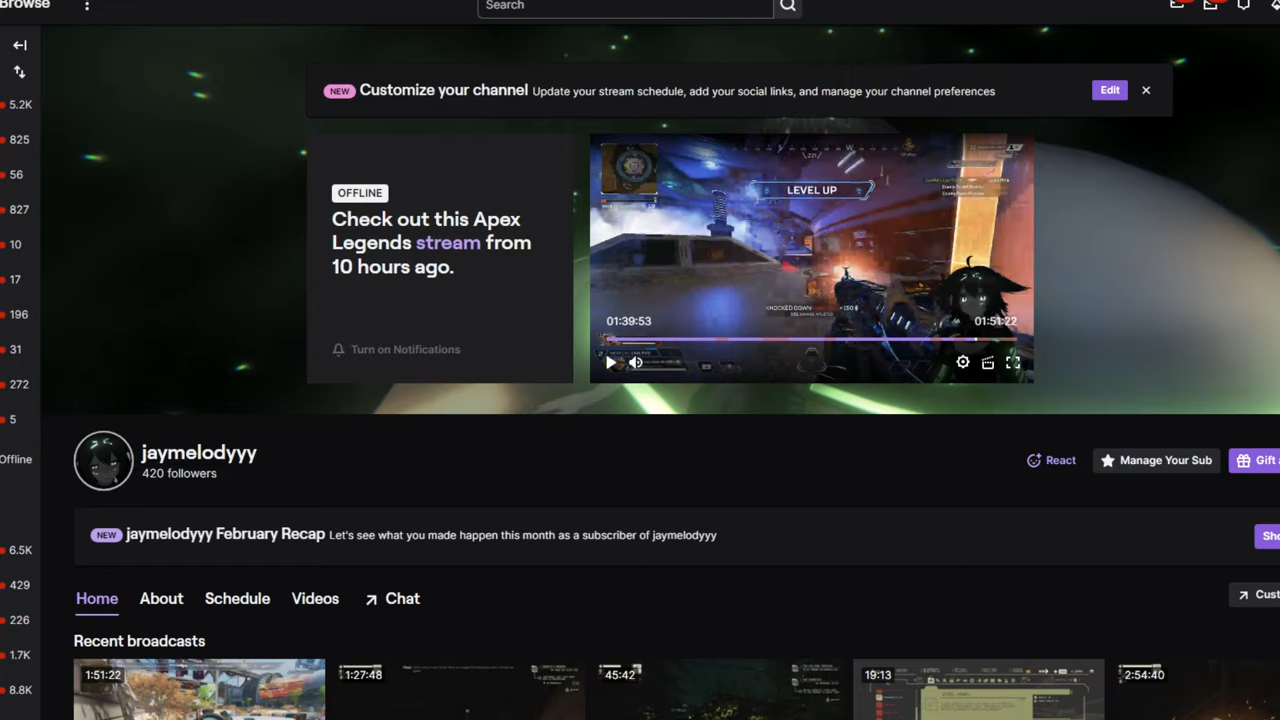 Browse
Search
NEW Customize your channel Update your stream schedule, add your social links, and manage your channel preferences
Edit
5.2K
825
56
827
10
17
196
31
272
5
Offline
6.5K
429
226
1.7K
8.8K
OFFLINE
Check out this Apex
Legends stream from
10 hours ago.
Turn on Notifications
S
W
LEVEL UP
KNOCKED DOWN
01:39:53
01:51:22
jaymelodyyy
420 followers
React
Manage Your Sub
Gift
NEW jaymelodyyy February Recap Let's see what you made happen this month as a subscriber of jaymelodyyy
Home
About
Schedule
Videos
Chat
Recent broadcasts
1:51:22
1:27:48
45:42
19:13
2:54:40